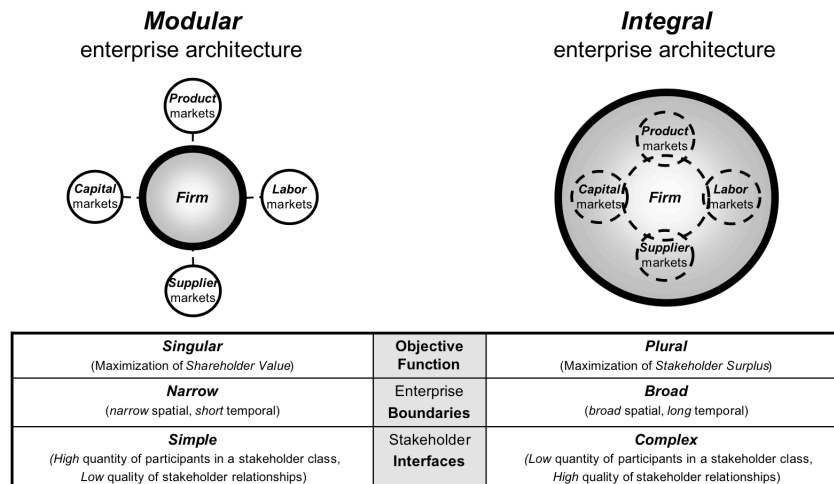 Modular
enterprise architecture
Product
markets
Capital
markets
Firm
Labor
markets
Supplier
markets
Integral
enterprise architecture
Product
markets
Capital
markets
Firm
Labor
markets
Supplier
markets
Singular
(Maximization of Shareholder Value)
Objective
Function
Plural
(Maximization of Stakeholder Surplus)
Narrow
(narrow spatial, short temporal)
Enterprise
Boundaries
Broad
(broad spatial, long temporal)
Simple
(High quantity of participants in a stakeholder class,
Low quality of stakeholder relationships)
Stakeholder
Interfaces
Complex
(Low quantity of participants in a stakeholder class,
High quality of stakeholder relationships)